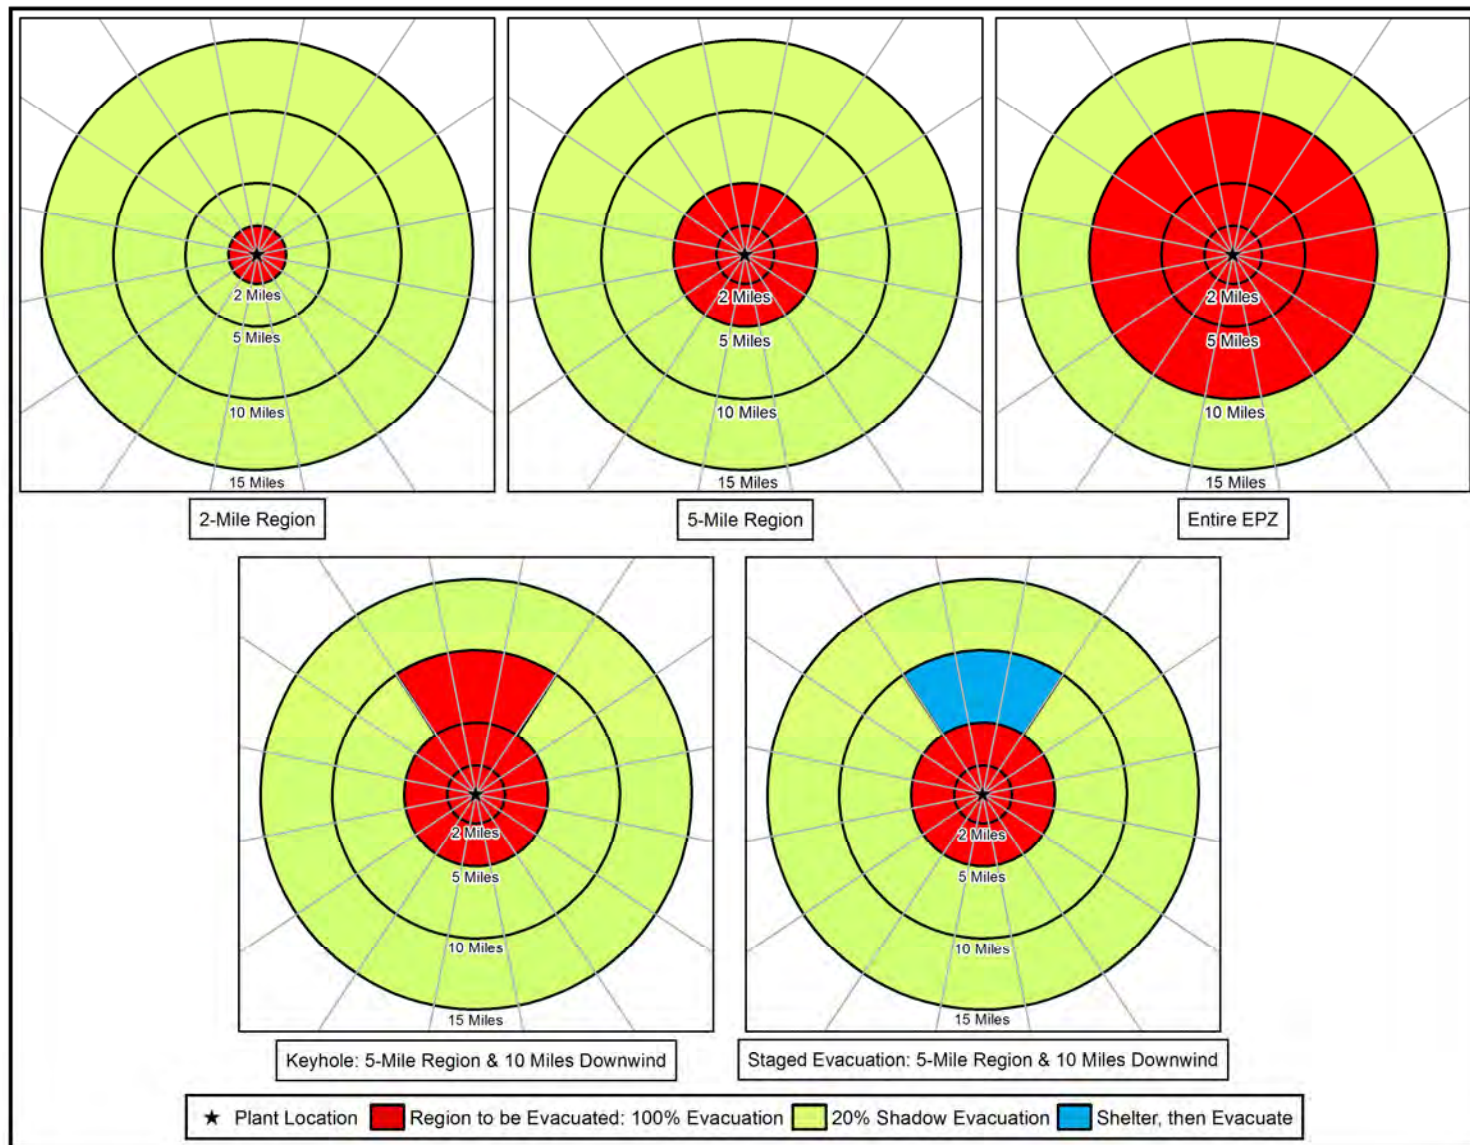 2 Miles
5 Miles
10 Miles
15 Miles
2-Mile Region
2 Miles
5 Miles
10 Miles
15 Miles
5-Mile Region
2 Miles
5 Miles
10 Miles
15 Miles
Entire EPZ
2 Miles
5 Miles
10 Miles
15 Miles
Keyhole: 5-Mile Region & 10 Miles Downwind
2 Miles
5 Miles
10 Miles
15 Miles
Staged Evacuation: 5-Mile Region & 10 Miles Downwind
Plant Location
Region to be Evacuated: 100% Evacuation
20% Shadow Evacuation
Shelter, then Evacuate